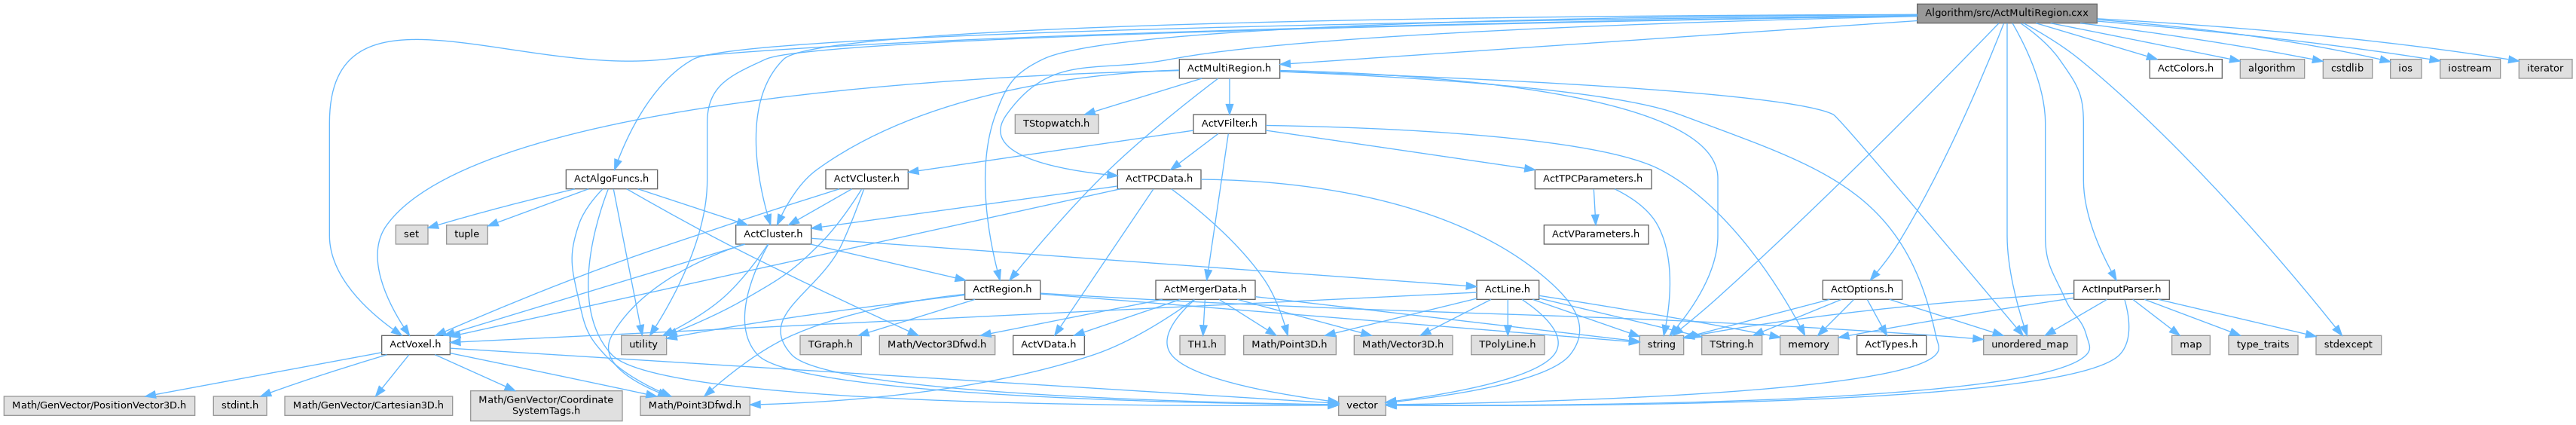 Algorithm/src/ActMultiRegion.cxx
ActMultiRegion.h
ActColors.h
algorithm
cstdlib
ios
iostream
iterator
TStopwatch.h
ActVFilter.h
ActAlgoFuncs.h
ActVCluster.h
ActTPCData.h
ActTPCParameters.h
set
tuple
ActCluster.h
ActVParameters.h
ActRegion.h
ActMergerData.h
ActLine.h
ActOptions.h
ActInputParser.h
ActVoxel.h
utility
TGraph.h
Math/Vector3Dfwd.h
ActVData.h
TH1.h
Math/Point3D.h
Math/Vector3D.h
TPolyLine.h
string
TString.h
memory
ActTypes.h
unordered_map
map
type_traits
stdexcept
Math/GenVector/PositionVector3D.h
stdint.h
Math/GenVector/Cartesian3D.h
Math/GenVector/Coordinate
SystemTags.h
Math/Point3Dfwd.h
vector